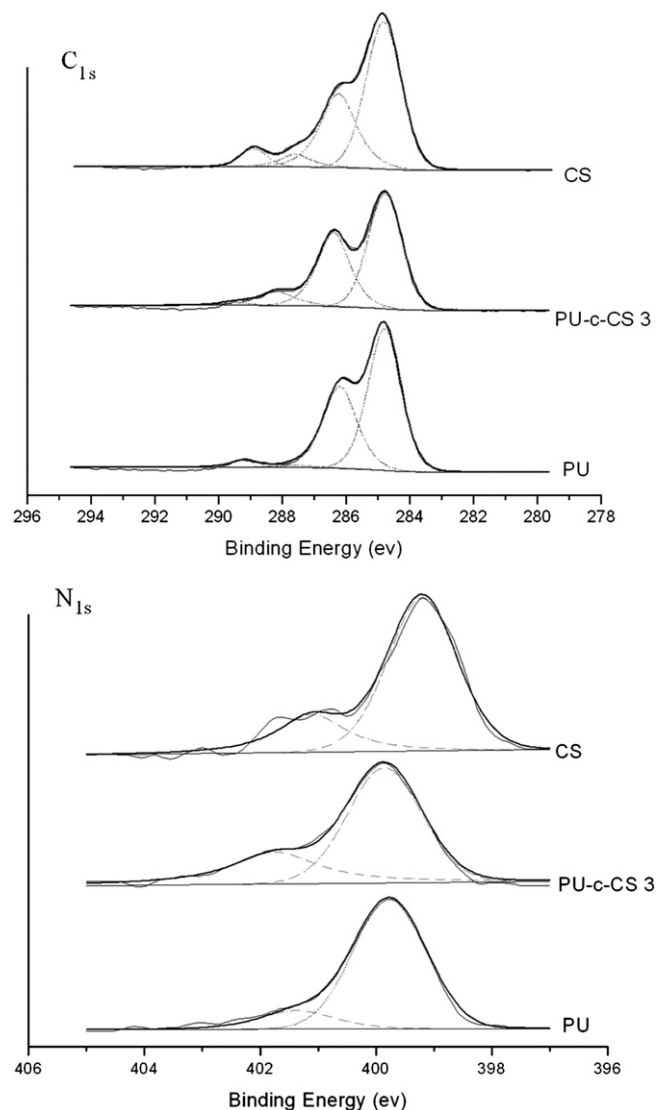 C1s
CS
PU-c-CS 3
PU
296 294 292 290 288 286 284 282 280 278
Binding Energy (ev)
N1s
CS
PU-c-CS 3
PU
406 404 402 400 398 396
Binding Energy (ev)